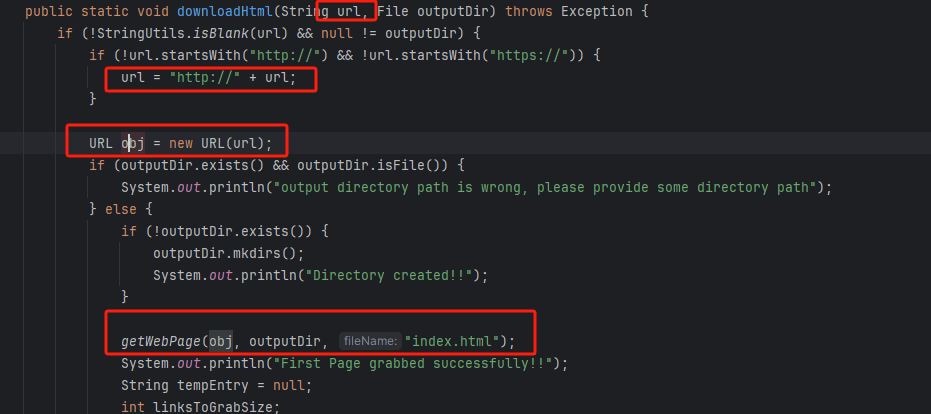 public static void downloadHtml(String url, File outputDir) throws Exception {
if (!StringUtils.isBlank(url) && null != outputDir) {
if (!url.startsWith("http://") && !url.startsWith("https://")) {
url = "http://" + url;
}
URL obj = new URL(url);
if (outputDir.exists() && outputDir.isFile()) {
System.out.println("output directory path is wrong, please provide some directory path");
} else {
if (!outputDir.exists()) {
outputDir.mkdirs();
System.out.println("Directory created!!");
}
getWebPage(obj, outputDir, fileName: "index.html");
System.out.println("First Page grabbed successfully!!");
String tempEntry = null;
int linksToGrabSize;